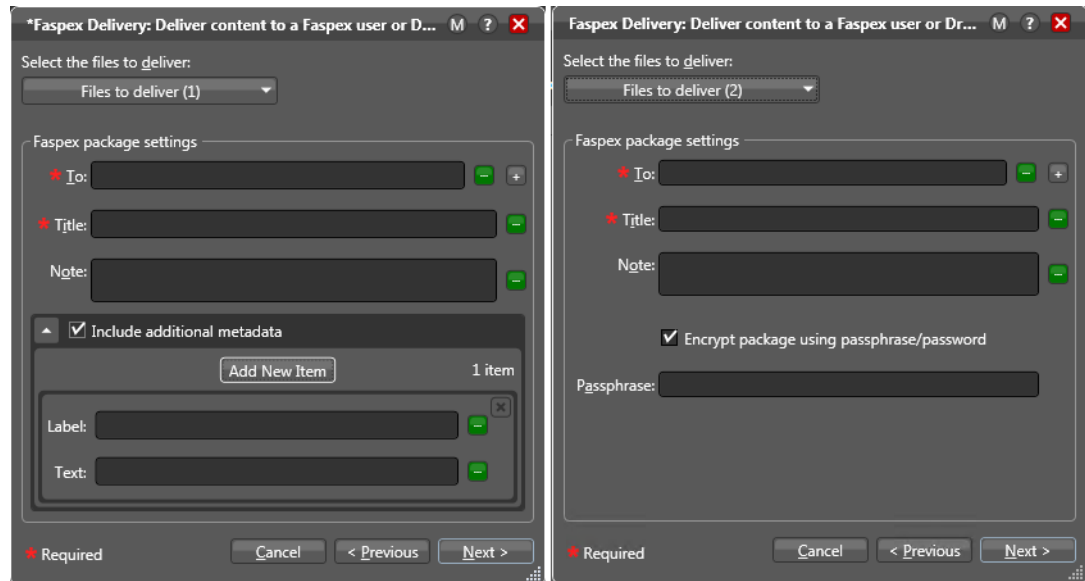 *Faspex Delivery: Deliver content to a Faspex user or D... M ?
Select the files to deliver:
Files to deliver (1)
Faspex package settings
* To:
* Title:
Note:
Include additional metadata
Add New Item 1 item
Label:
Text:
* Required Cancel < Previous Next >
Faspex Delivery: Deliver content to a Faspex user or Dr... M ?
Select the files to deliver:
Files to deliver (2)
Faspex package settings
* To:
* Title:
Note:
Encrypt package using passphrase/password
Passphrase:
* Required Cancel < Previous Next >